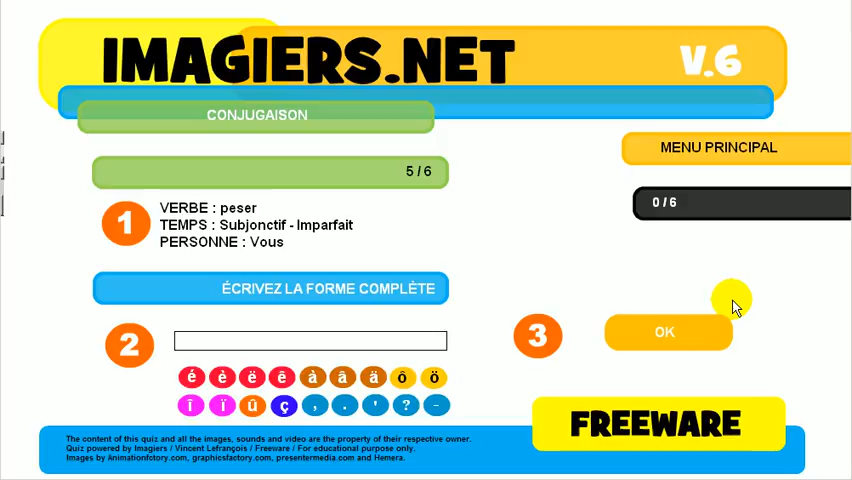 IMAGIERS.NET
V.6
CONJUGAISON
MENU PRINCIPAL
5 / 6
0 / 6
1
VERBE : peser
TEMPS : Subjonctif - Imparfait
PERSONNE : Vous
ÉCRIVEZ LA FORME COMPLÈTE
2
3
OK
é è ë ê à â ä ô ö
î ï û ç , . ' ? -
FREEWARE
The content of this quiz and all the images, sounds and video are the property of their respective owner.
Quiz powered by Imagiers / Vincent Lefrançois / Freeware / For educational purpose only.
Images by Animationfctory.com, graphicsfactory.com, presentermedia.com and Hemera.